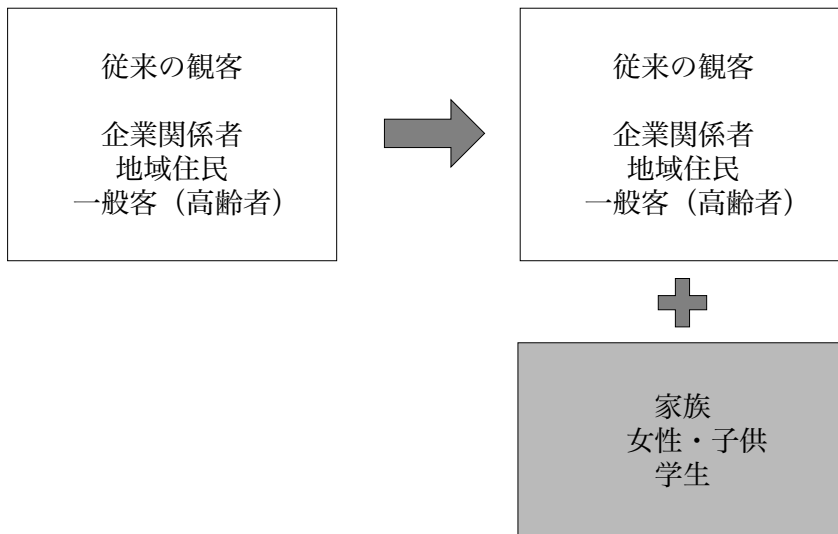 従来の観客
企業関係者
地域住民
一般客（高齢者）
従来の観客
企業関係者
地域住民
一般客（高齢者）
家族
女性・子供
学生